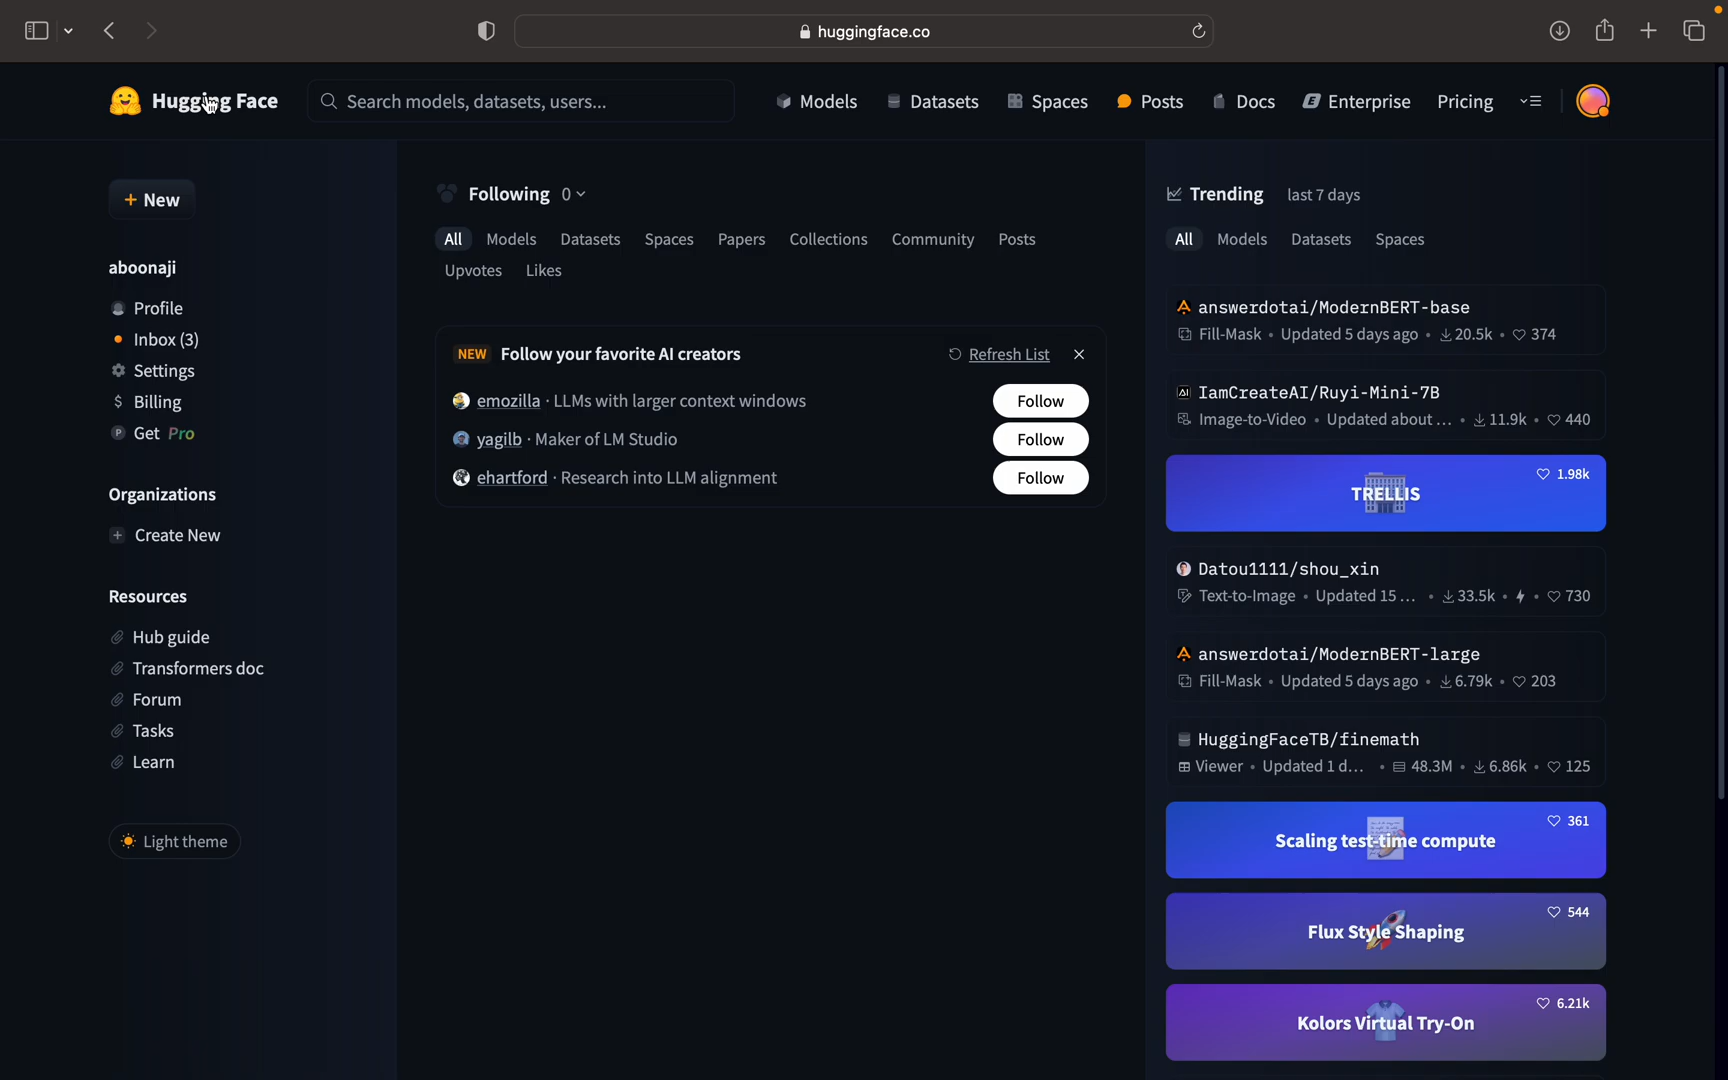 huggingface.co
Hugging Face
Search models, datasets, users...
Models
Datasets
Spaces
Posts
Docs
Enterprise
Pricing
+ New
aboonaji
Profile
Inbox (3)
Settings
$ Billing
P Get Pro
Organizations
+ Create New
Resources
Hub guide
Transformers doc
Forum
Tasks
Learn
Light theme
Following 0
All Models Datasets Spaces Papers Collections Community Posts
Upvotes Likes
NEW Follow your favorite AI creators Refresh List
emozilla · LLMs with larger context windows Follow
yagilb · Maker of LM Studio Follow
ehartford · Research into LLM alignment Follow
Trending last 7 days
All Models Datasets Spaces
answerdotai/ModernBERT-base
Fill-Mask • Updated 5 days ago • 20.5k • 374
AI IamCreateAI/Ruyi-Mini-7B
Image-to-Video • Updated about ... • 11.9k • 440
1.98k
TRELLIS
Datou1111/shou_xin
Text-to-Image • Updated 15 ... • 33.5k • • 730
answerdotai/ModernBERT-large
Fill-Mask • Updated 5 days ago • 6.79k • 203
HuggingFaceTB/finemath
Viewer • Updated 1 d... • 48.3M • 6.86k • 125
361
Scaling test-time compute
544
Flux Style Shaping
6.21k
Kolors Virtual Try-On